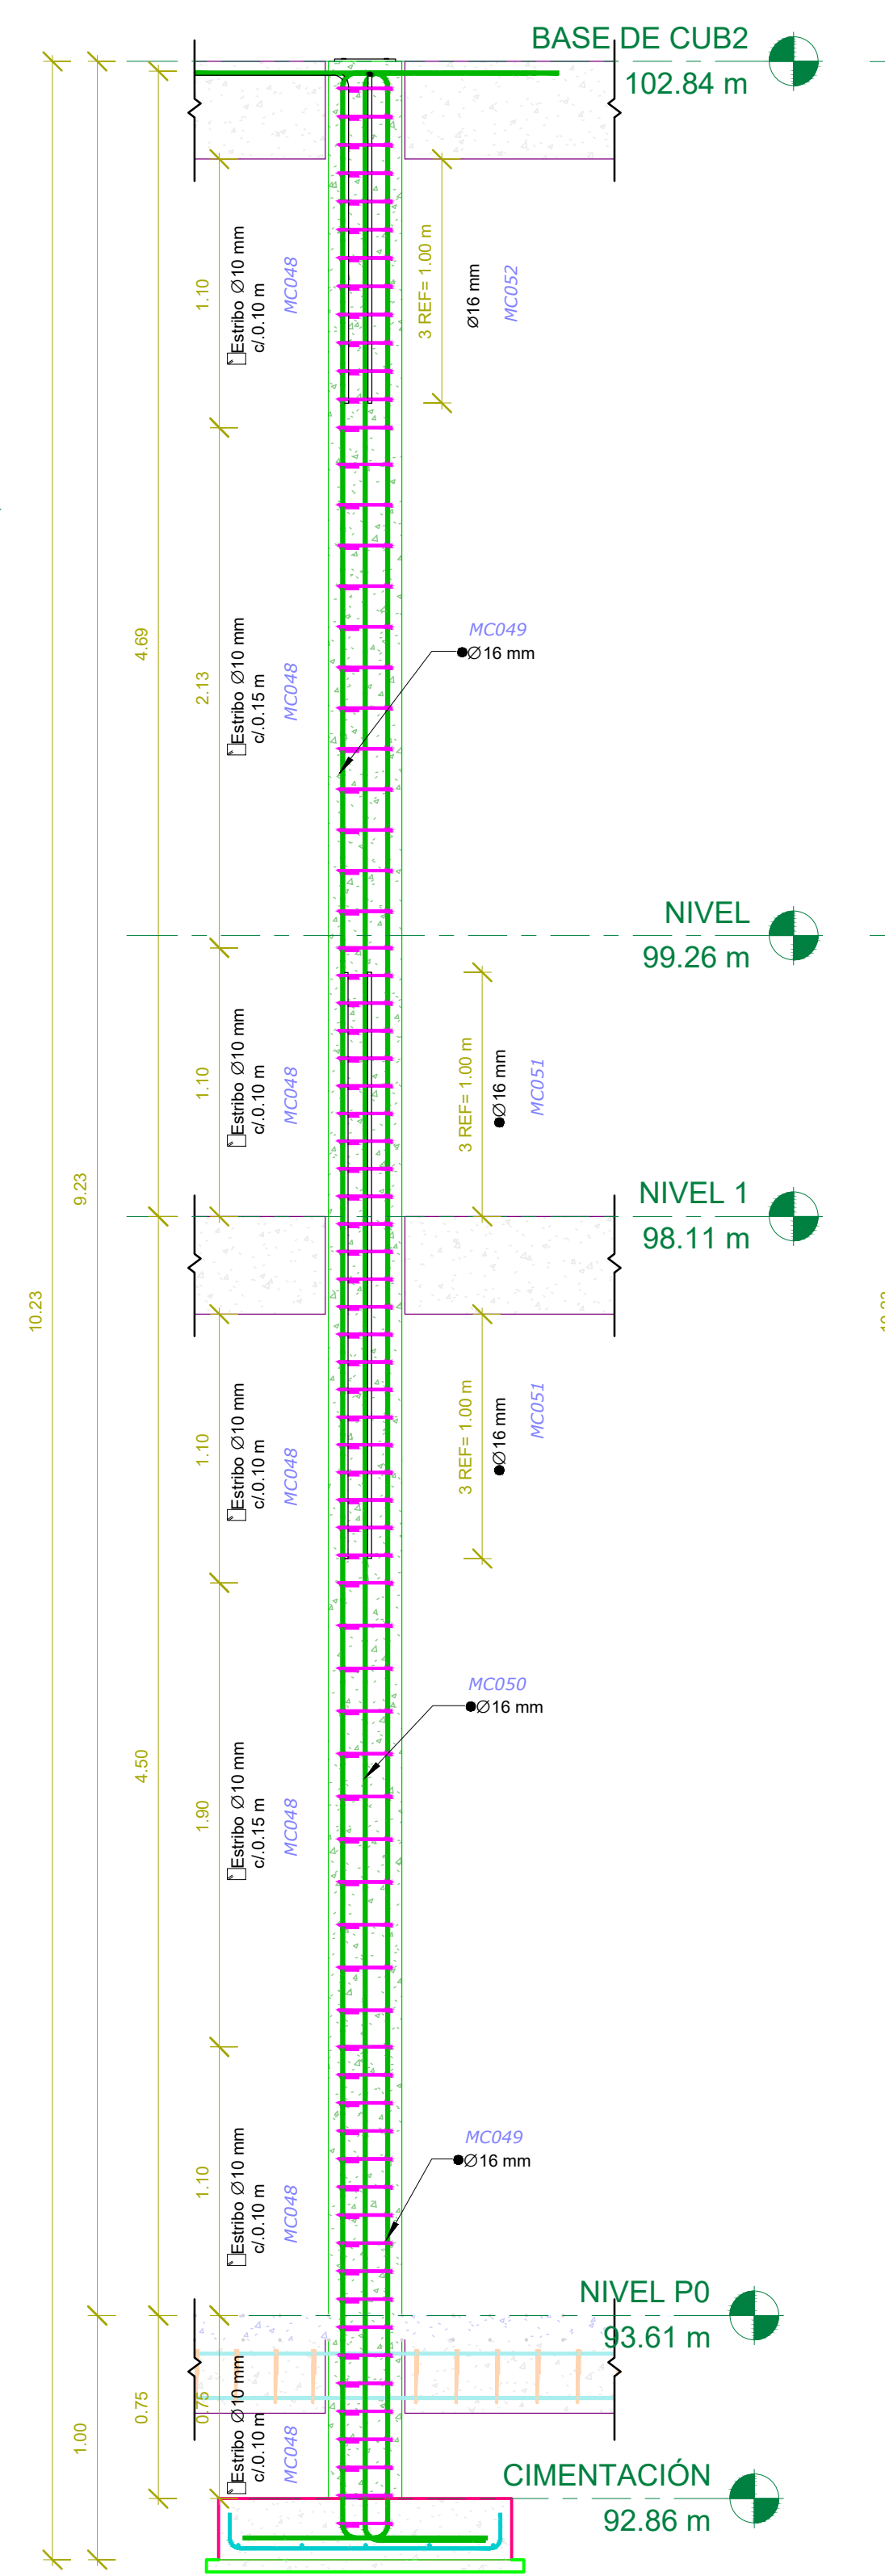 BASE DE CUB2
102.84 m
1.10
Estribo Ø10 mm
c/.0.10 m
MC048
3 REF= 1.00 m
Ø16 mm
MC052
4.69
2.13
Estribo Ø10 mm
c/.0.15 m
MC048
MC049
Ø16 mm
NIVEL
99.26 m
9.23
1.10
Estribo Ø10 mm
c/.0.10 m
MC048
3 REF= 1.00 m
Ø16 mm
MC051
NIVEL 1
98.11 m
10.23
1.10
Estribo Ø10 mm
c/.0.10 m
MC048
3 REF= 1.00 m
Ø16 mm
MC051
4.50
1.90
Estribo Ø10 mm
c/.0.15 m
MC048
MC050
Ø16 mm
1.10
Estribo Ø10 mm
c/.0.10 m
MC048
MC049
Ø16 mm
NIVEL P0
93.61 m
1.00
0.75
0.75
Estribo Ø10 mm
c/.0.10 m
MC048
CIMENTACIÓN
92.86 m